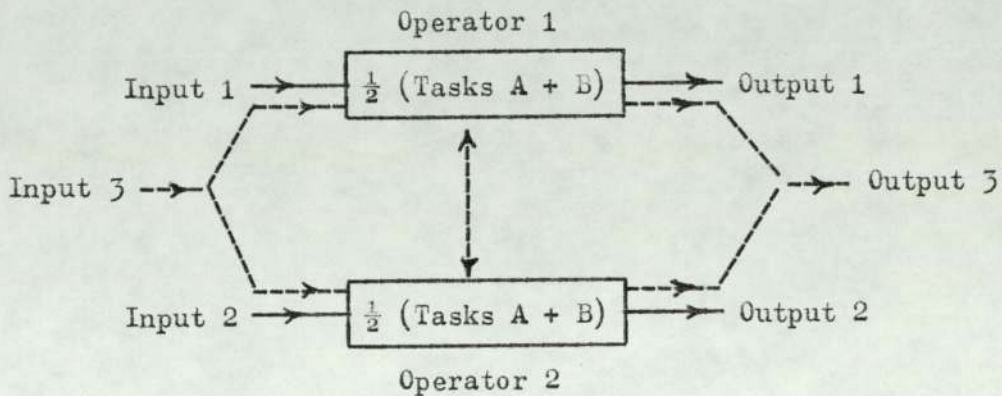 Operator 1
Input 1
½ (Tasks A + B)
Output 1
Input 3
Output 3
Input 2
½ (Tasks A + B)
Output 2
Operator 2